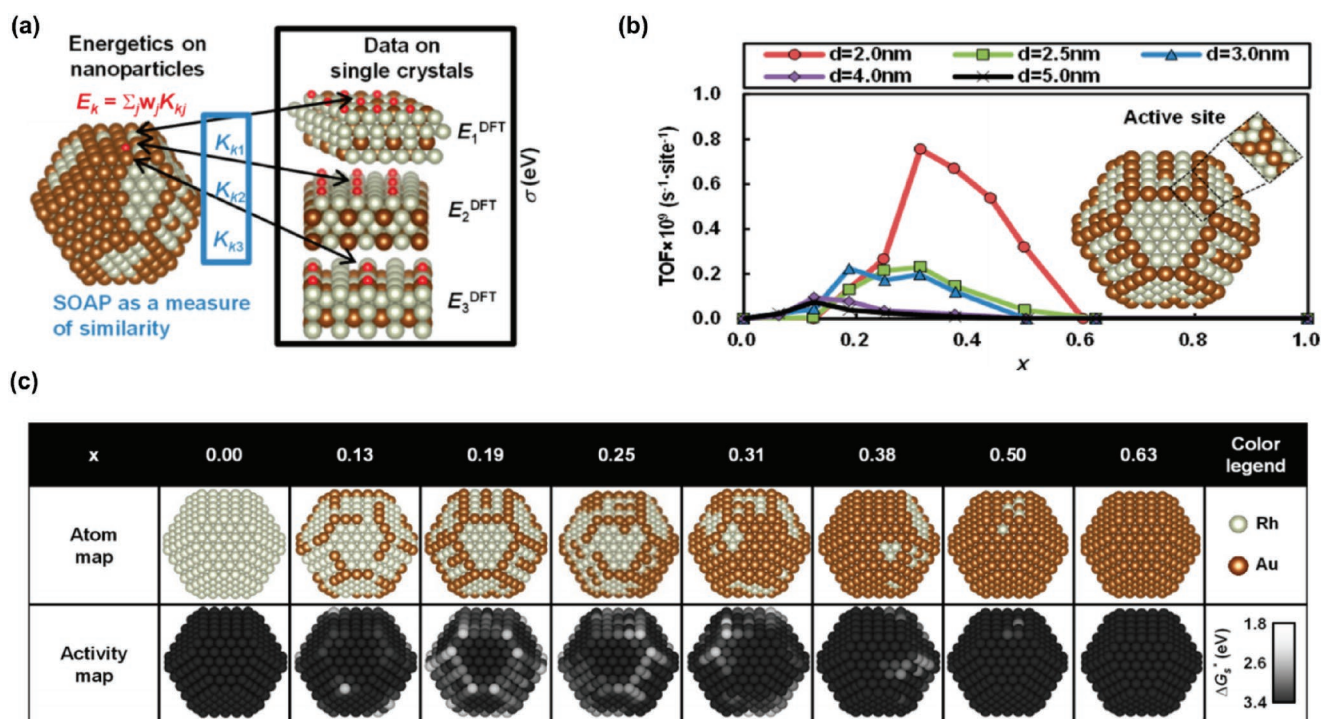 (a)
Energetics on
nanoparticles
E_k = Σ_j w_j K_kj
K_k1
K_k2
K_k3
SOAP as a measure
of similarity
Data on
single crystals
E_1^DFT
E_2^DFT
E_3^DFT
σ (eV)
(b)
d=2.0nm
d=2.5nm
d=3.0nm
d=4.0nm
d=5.0nm
TOF×10⁹ (s⁻¹·site⁻¹)
1.0
0.8
0.6
0.4
0.2
0.0
Active site
0.0 0.2 0.4 0.6 0.8 1.0
x
(c)
x 0.00 0.13 0.19 0.25 0.31 0.38 0.50 0.63 Color
legend
Atom
map
Rh
Au
Activity
map
1.8
2.6
3.4
ΔG_s* (eV)